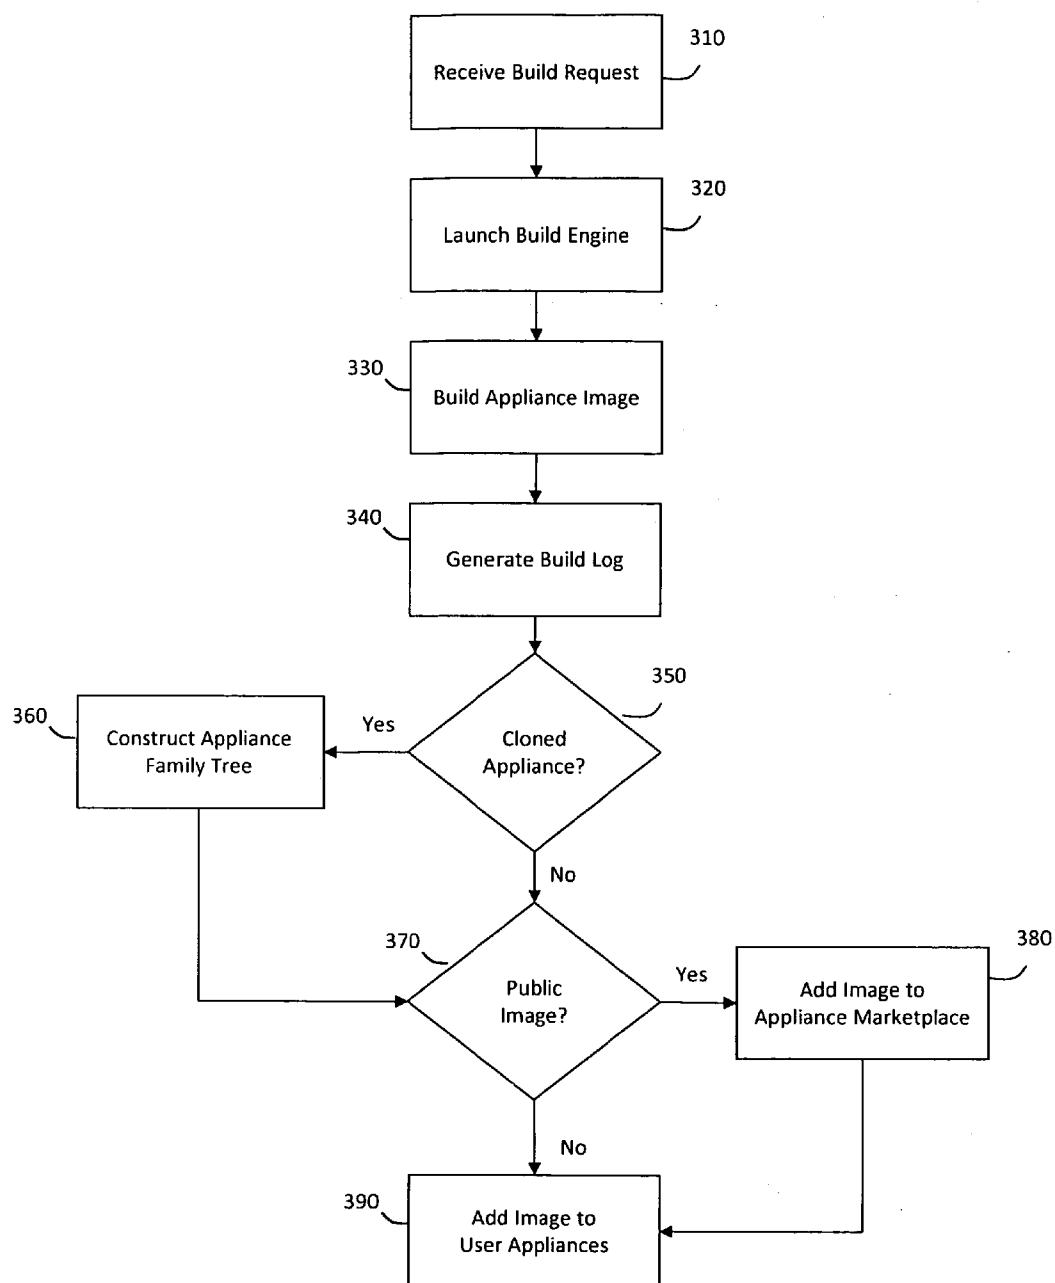 310
Receive Build Request
320
Launch Build Engine
330
Build Appliance Image
340
Generate Build Log
350
360
Yes
Construct Appliance
Family Tree
Cloned
Appliance?
No
370
380
Yes
Public
Image?
Add Image to
Appliance Marketplace
No
390
Add Image to
User Appliances